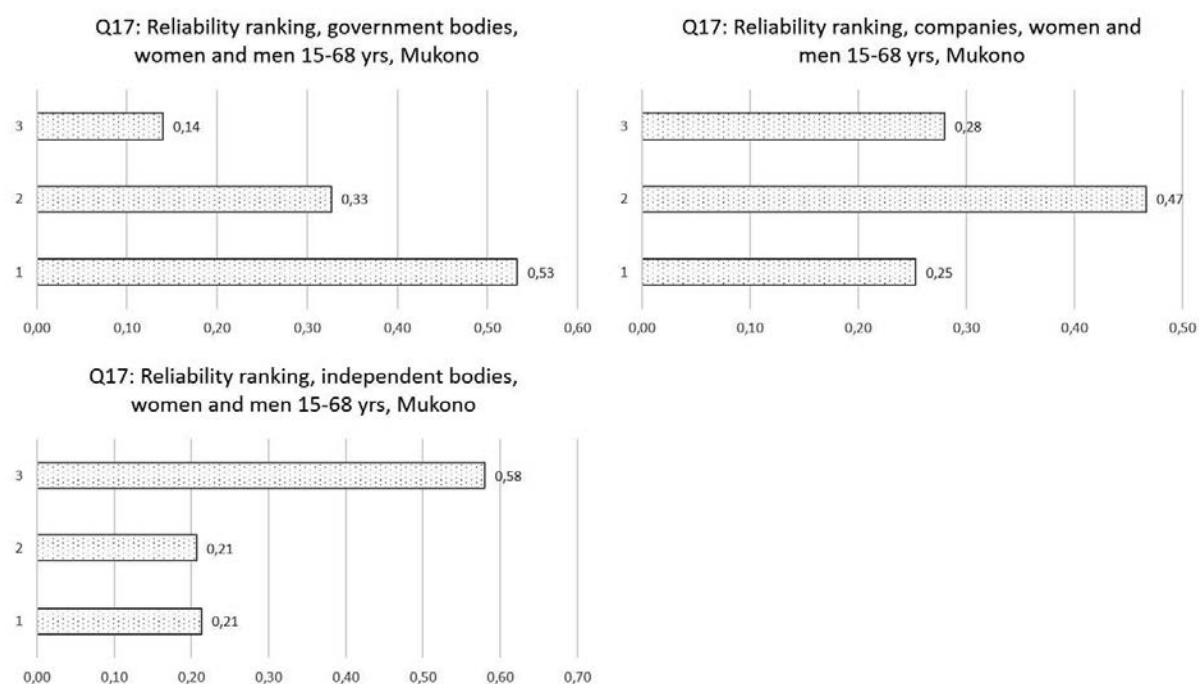 Q17: Reliability ranking, government bodies,
women and men 15-68 yrs, Mukono
3
0,14
2
0,33
1
0,53
0,00 0,10 0,20 0,30 0,40 0,50 0,60
Q17: Reliability ranking, companies, women and
men 15-68 yrs, Mukono
3
0,28
2
0,47
1
0,25
0,00 0,10 0,20 0,30 0,40 0,50
Q17: Reliability ranking, independent bodies,
women and men 15-68 yrs, Mukono
3
0,58
2
0,21
1
0,21
0,00 0,10 0,20 0,30 0,40 0,50 0,60 0,70